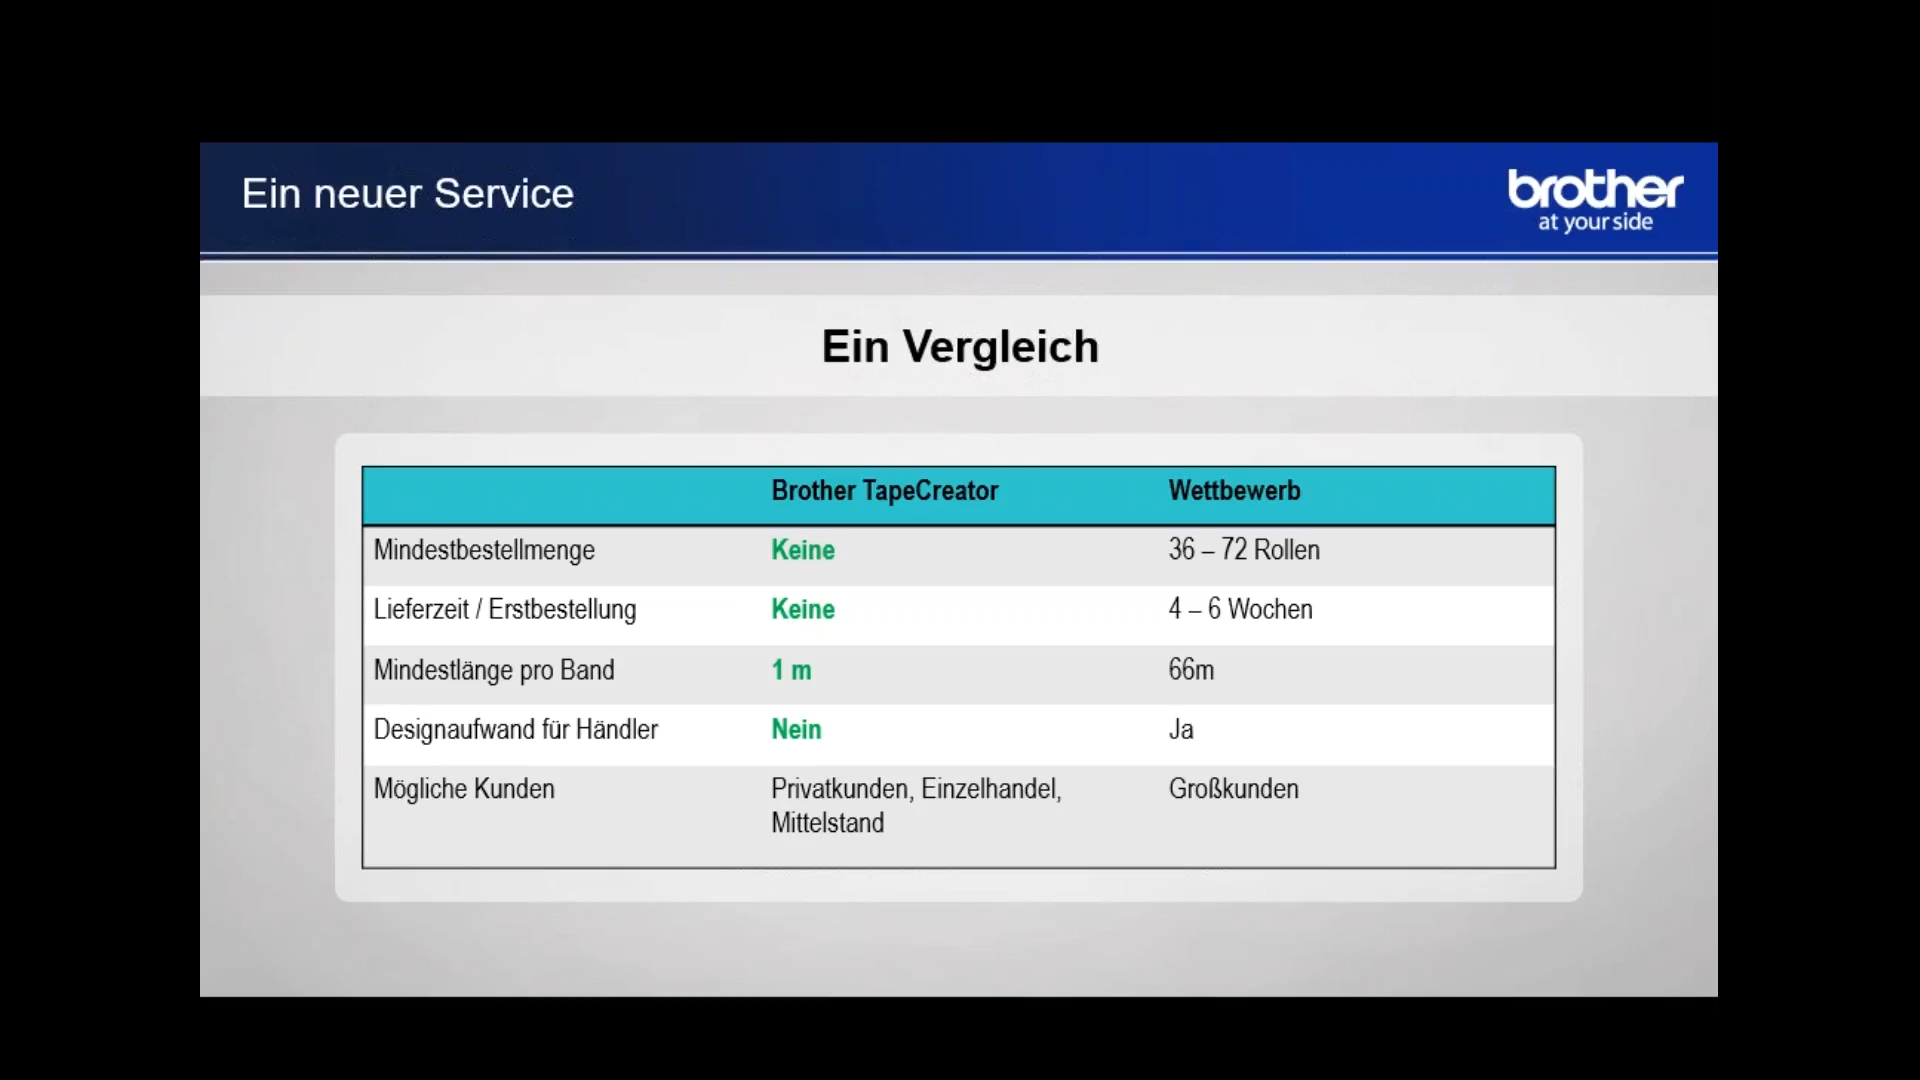 Ein neuer Service
brother
at your side
Ein Vergleich
Brother TapeCreator Wettbewerb
Mindestbestellmenge Keine 36 – 72 Rollen
Lieferzeit / Erstbestellung Keine 4 – 6 Wochen
Mindestlänge pro Band 1 m 66m
Designaufwand für Händler Nein Ja
Mögliche Kunden Privatkunden, Einzelhandel, Großkunden
Mittelstand